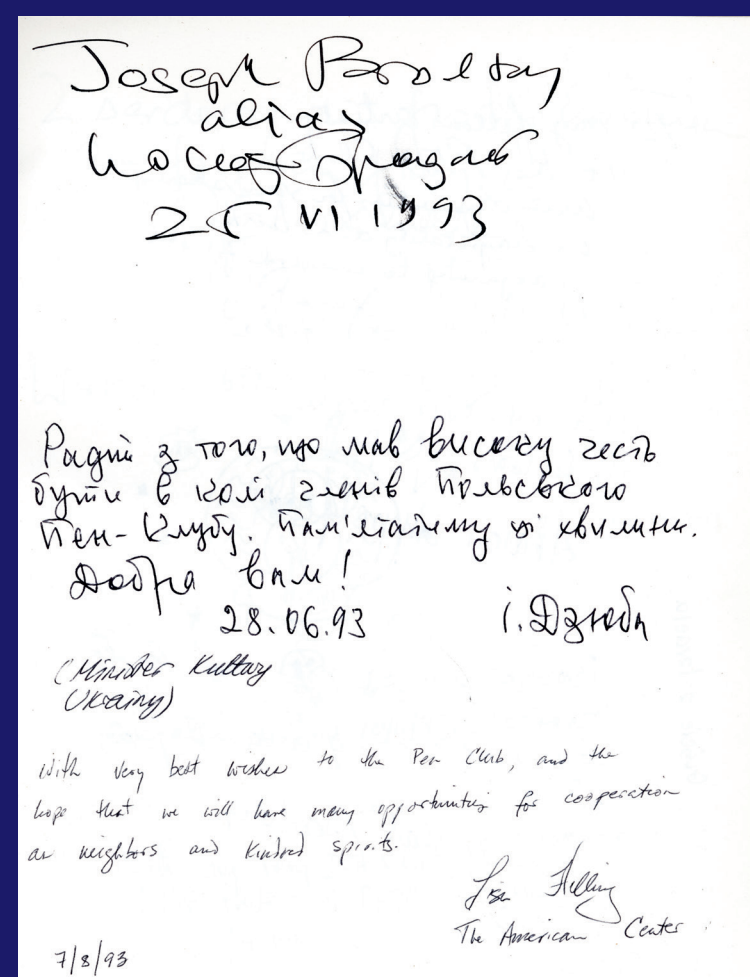 Joseph Brodsky
alias
Иосиф Бродский
25 VI 1993
Радий з того, що мав високу честь
бути в колі членів Польського
Пен-Клубу. Пам'ятатиму ці хвилини.
Добра вам!
28.06.93 І. Дзюба
(Minister Kultury
Ukrainy)
With very best wishes to the Pen Club, and the
hope that we will have many opportunities for cooperation
as neighbors and kindred spirits.
Lisa
The American Center
7/8/93